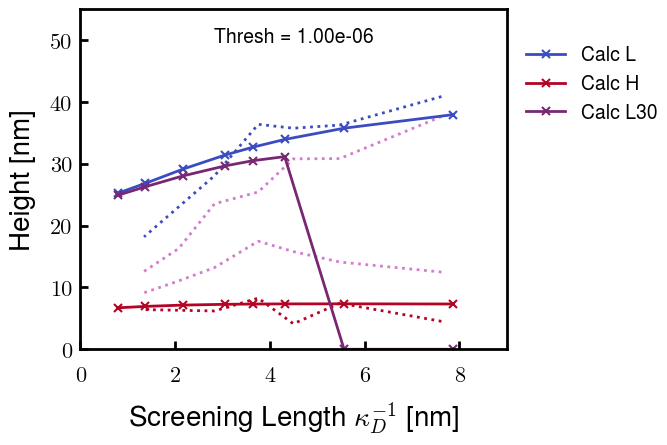 Thresh = 1.00e-06
Calc L
Calc H
Calc L30
Height [nm]
50
40
30
20
10
0
0 2 4 6 8
Screening Length $\kappa_D^{-1}$ [nm]